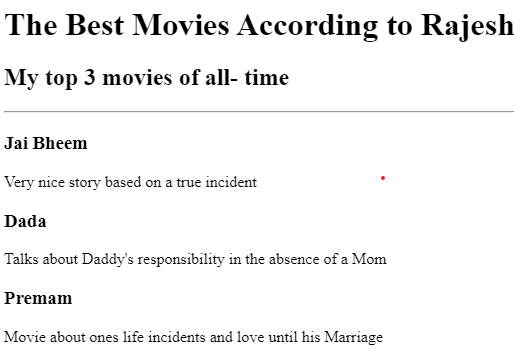 The Best Movies According to Rajesh
My top 3 movies of all- time
Jai Bheem
Very nice story based on a true incident
Dada
Talks about Daddy's responsibility in the absence of a Mom
Premam
Movie about ones life incidents and love until his Marriage